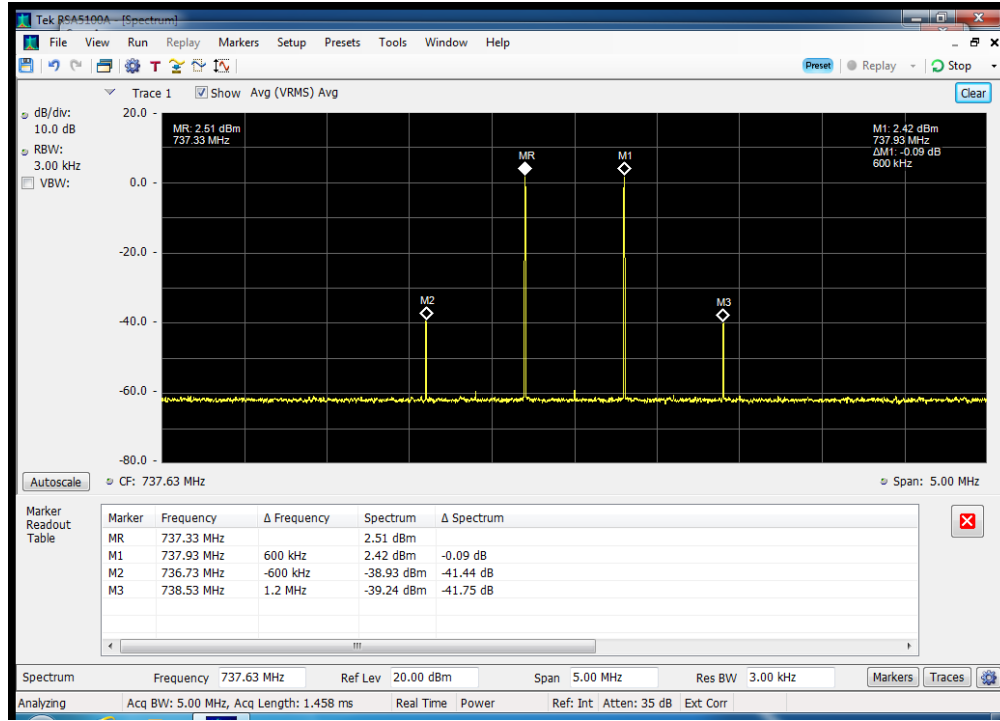 Tek RSA5100A - [Spectrum]
File View Run Replay Markers Setup Presets Tools Window Help
T Preset Replay Stop
Trace 1 Show Avg (VRMS) Avg Clear
dB/div:
10.0 dB
RBW:
3.00 kHz
VBW:
20.0
0.0
-20.0
-40.0
-60.0
-80.0
MR: 2.51 dBm
737.33 MHz
M1: 2.42 dBm
737.93 MHz
ΔM1: -0.09 dB
600 kHz
MR
M1
M2
M3
Autoscale CF: 737.63 MHz Span: 5.00 MHz
Marker
Readout
Table
Marker Frequency Δ Frequency Spectrum Δ Spectrum
MR 737.33 MHz 2.51 dBm
M1 737.93 MHz 600 kHz 2.42 dBm -0.09 dB
M2 736.73 MHz -600 kHz -38.93 dBm -41.44 dB
M3 738.53 MHz 1.2 MHz -39.24 dBm -41.75 dB
Spectrum Frequency 737.63 MHz Ref Lev 20.00 dBm Span 5.00 MHz Res BW 3.00 kHz Markers Traces
Analyzing Acq BW: 5.00 MHz, Acq Length: 1.458 ms Real Time Power Ref: Int Atten: 35 dB Ext Corr